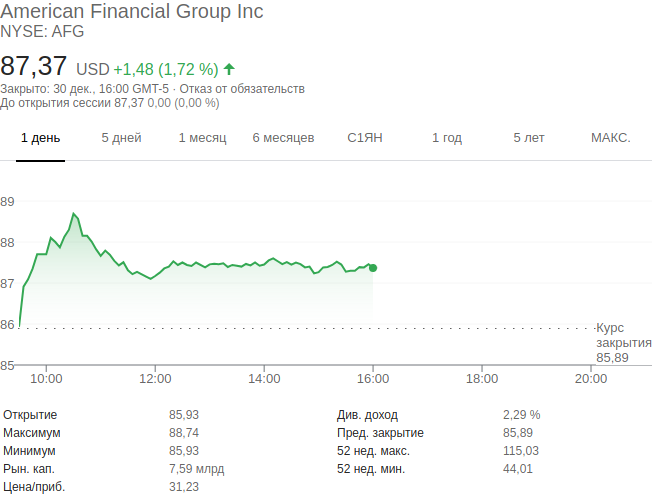 American Financial Group Inc
NYSE: AFG
87,37 USD +1,48 (1,72 %)
Закрыто: 30 дек., 16:00 GMT-5 · Отказ от обязательств
До открытия сессии 87,37 0,00 (0,00 %)
1 день 5 дней 1 месяц 6 месяцев С1ЯН 1 год 5 лет МАКС.
89
88
87
86
Курс
закрытия
85,89
85
10:00 12:00 14:00 16:00 18:00 20:00
Открытие 85,93 Див. доход 2,29 %
Максимум 88,74 Пред. закрытие 85,89
Минимум 85,93 52 нед. макс. 115,03
Рын. кап. 7,59 млрд 52 нед. мин. 44,01
Цена/приб. 31,23